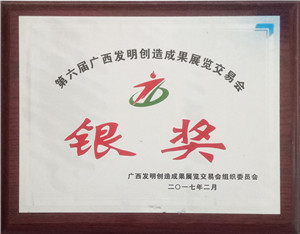 第六届广西发明创造成果展览交易会
银奖
广西发明创造成果展览交易会组织委员会
二〇一七年二月